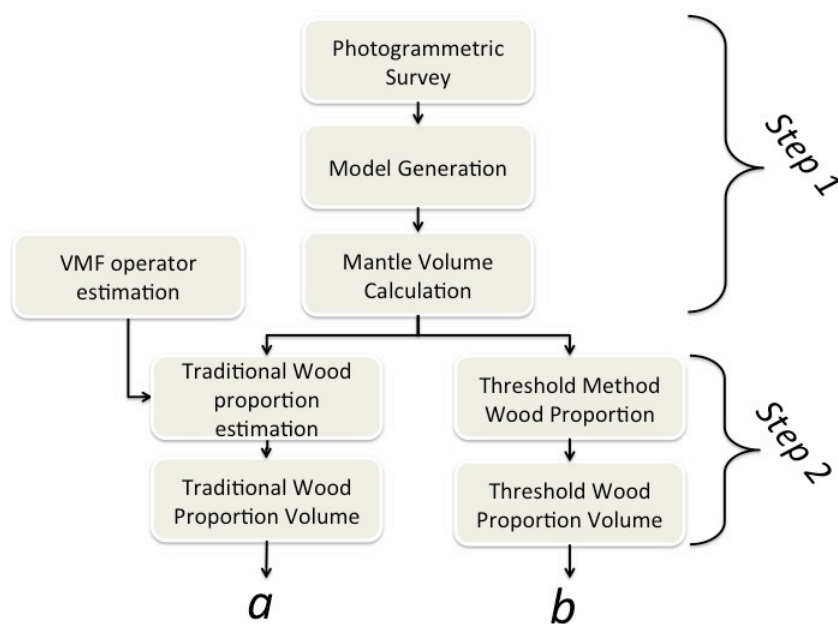 Photogrammetric
Survey
Step 1
Model Generation
VMF operator
estimation
Mantle Volume
Calculation
Traditional Wood
proportion
estimation
Threshold Method
Wood Proportion
Step 2
Traditional Wood
Proportion Volume
Threshold Wood
Proportion Volume
a
b